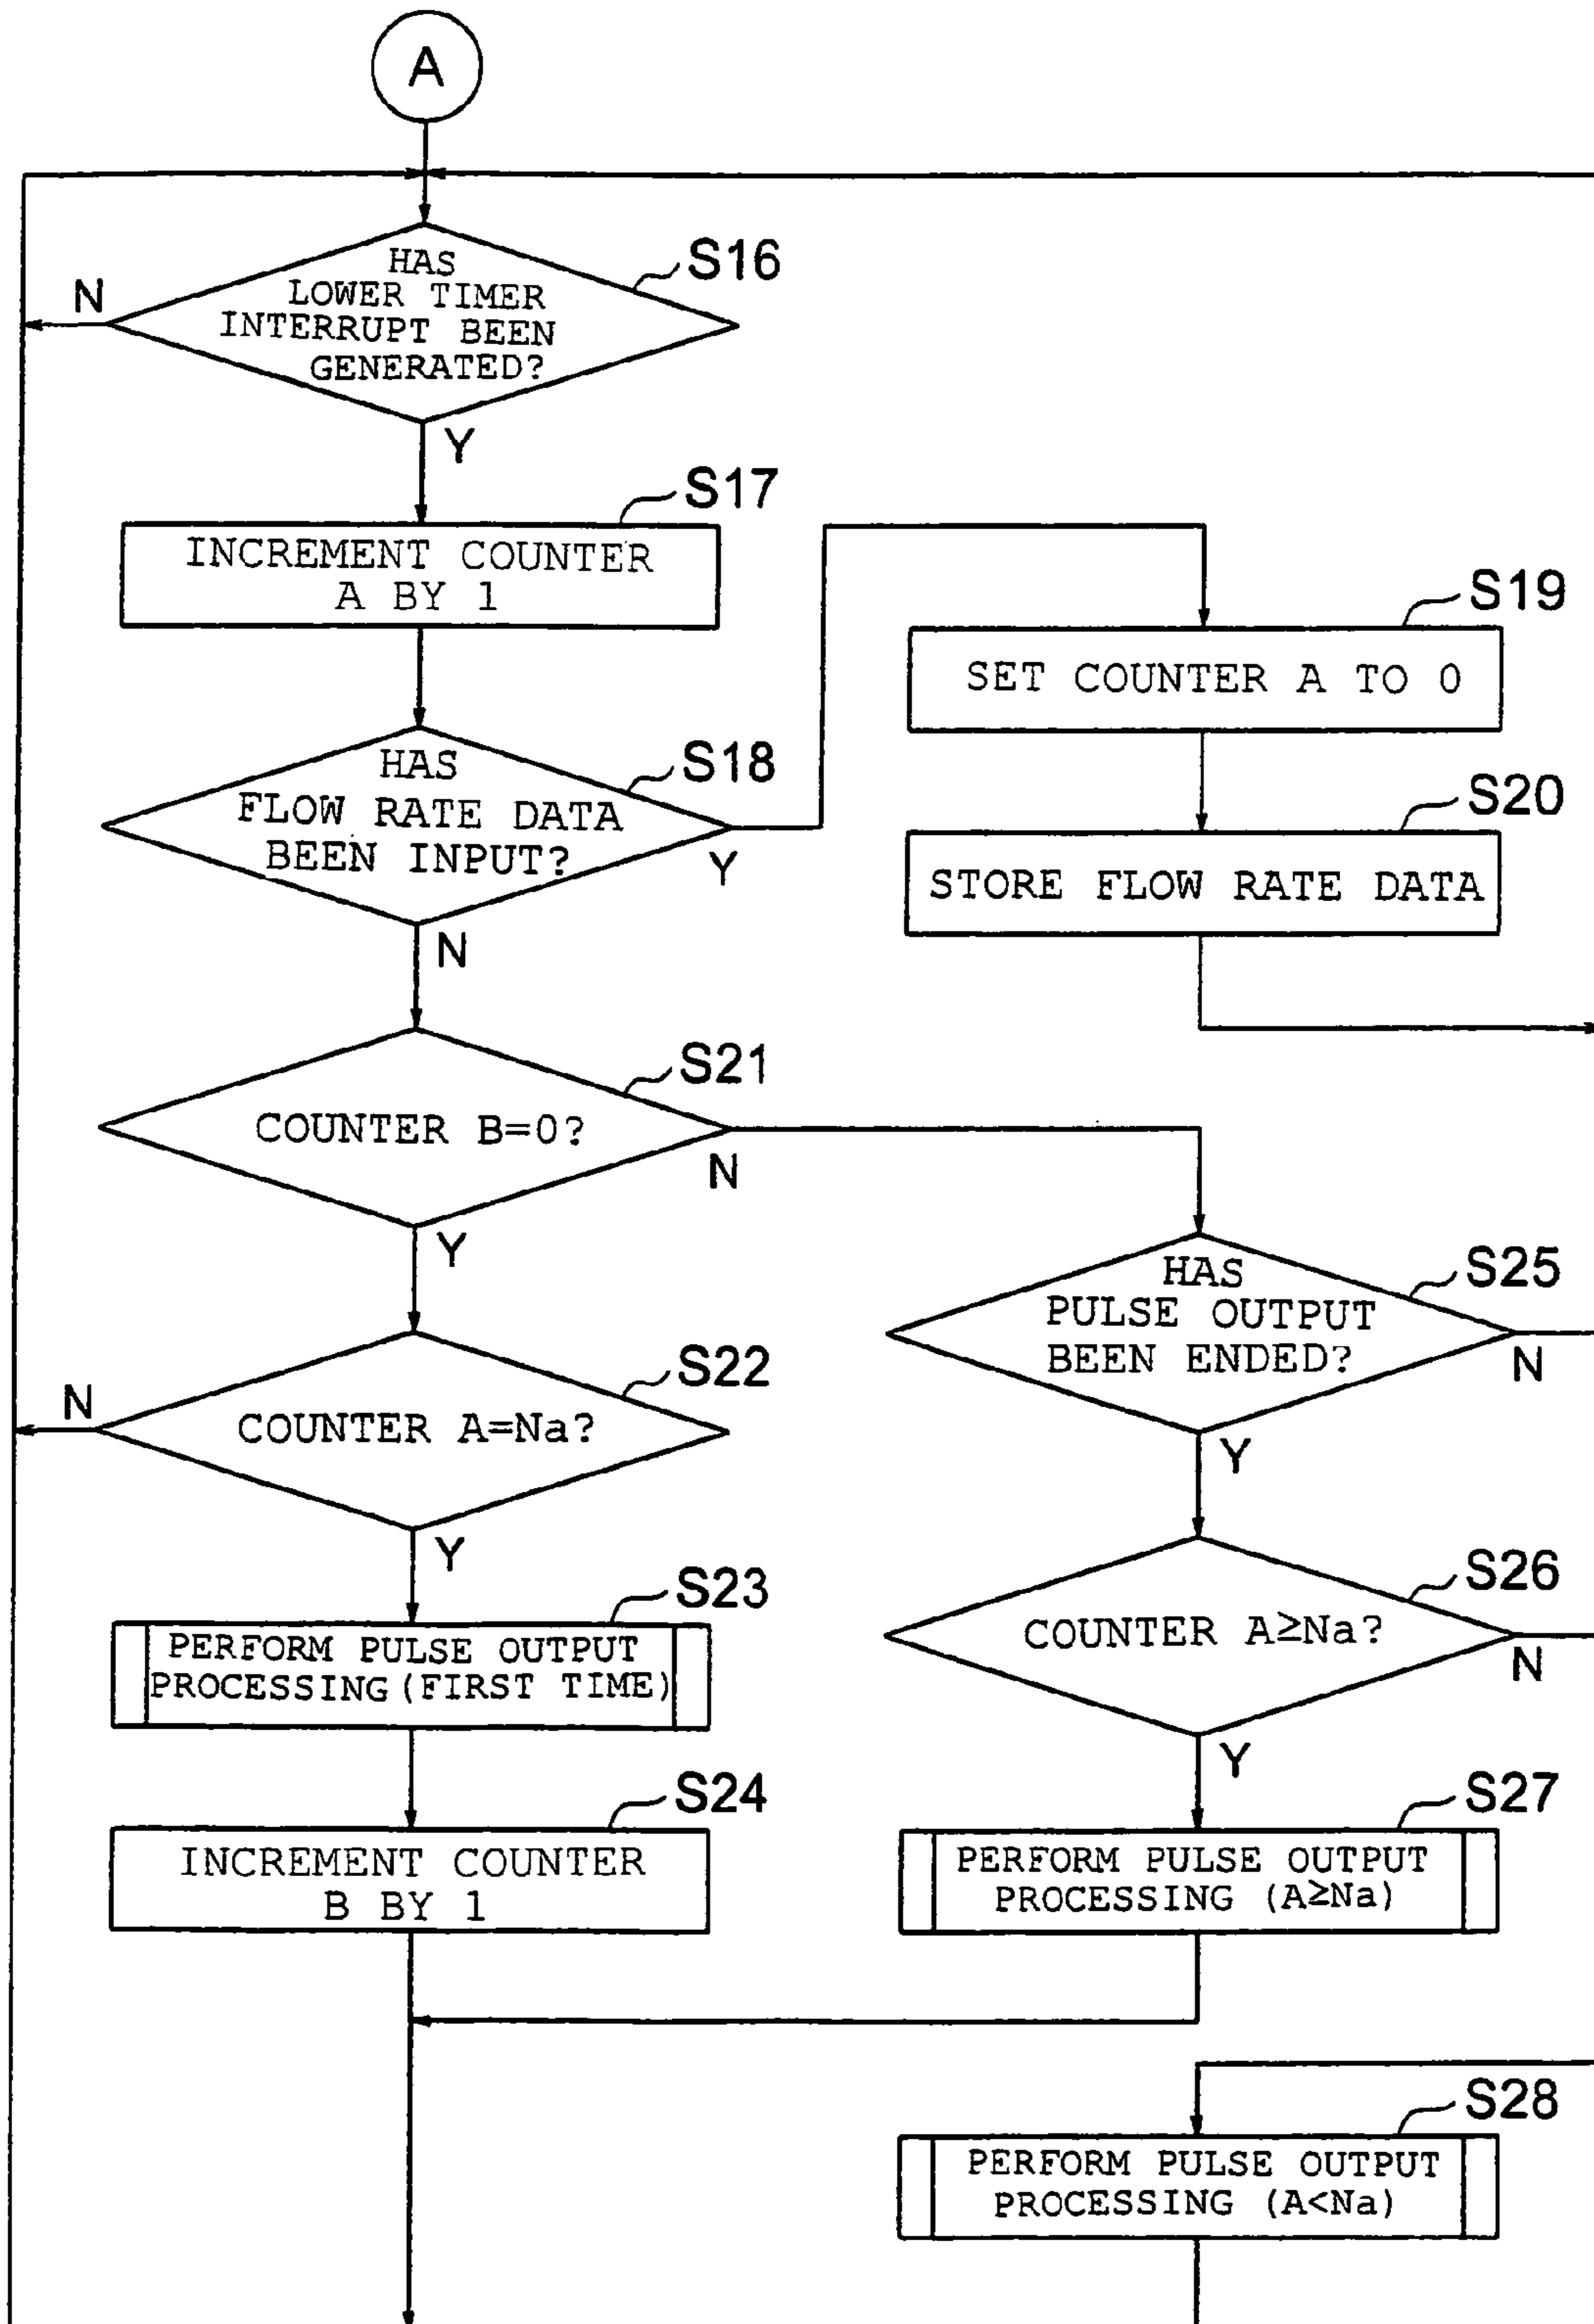 A
HAS
LOWER TIMER
INTERRUPT BEEN
GENERATED?
S16
N
Y
S17
INCREMENT COUNTER
A BY 1
S19
SET COUNTER A TO 0
HAS
FLOW RATE DATA
BEEN INPUT?
S18
Y
N
S20
STORE FLOW RATE DATA
S21
COUNTER B=0?
N
Y
HAS
PULSE OUTPUT
BEEN ENDED?
S25
N
Y
S22
COUNTER A=Na?
N
Y
S26
COUNTER A≥Na?
N
Y
S23
PERFORM PULSE OUTPUT
PROCESSING (FIRST TIME)
S24
INCREMENT COUNTER
B BY 1
S27
PERFORM PULSE OUTPUT
PROCESSING (A≥Na)
S28
PERFORM PULSE OUTPUT
PROCESSING (A<Na)